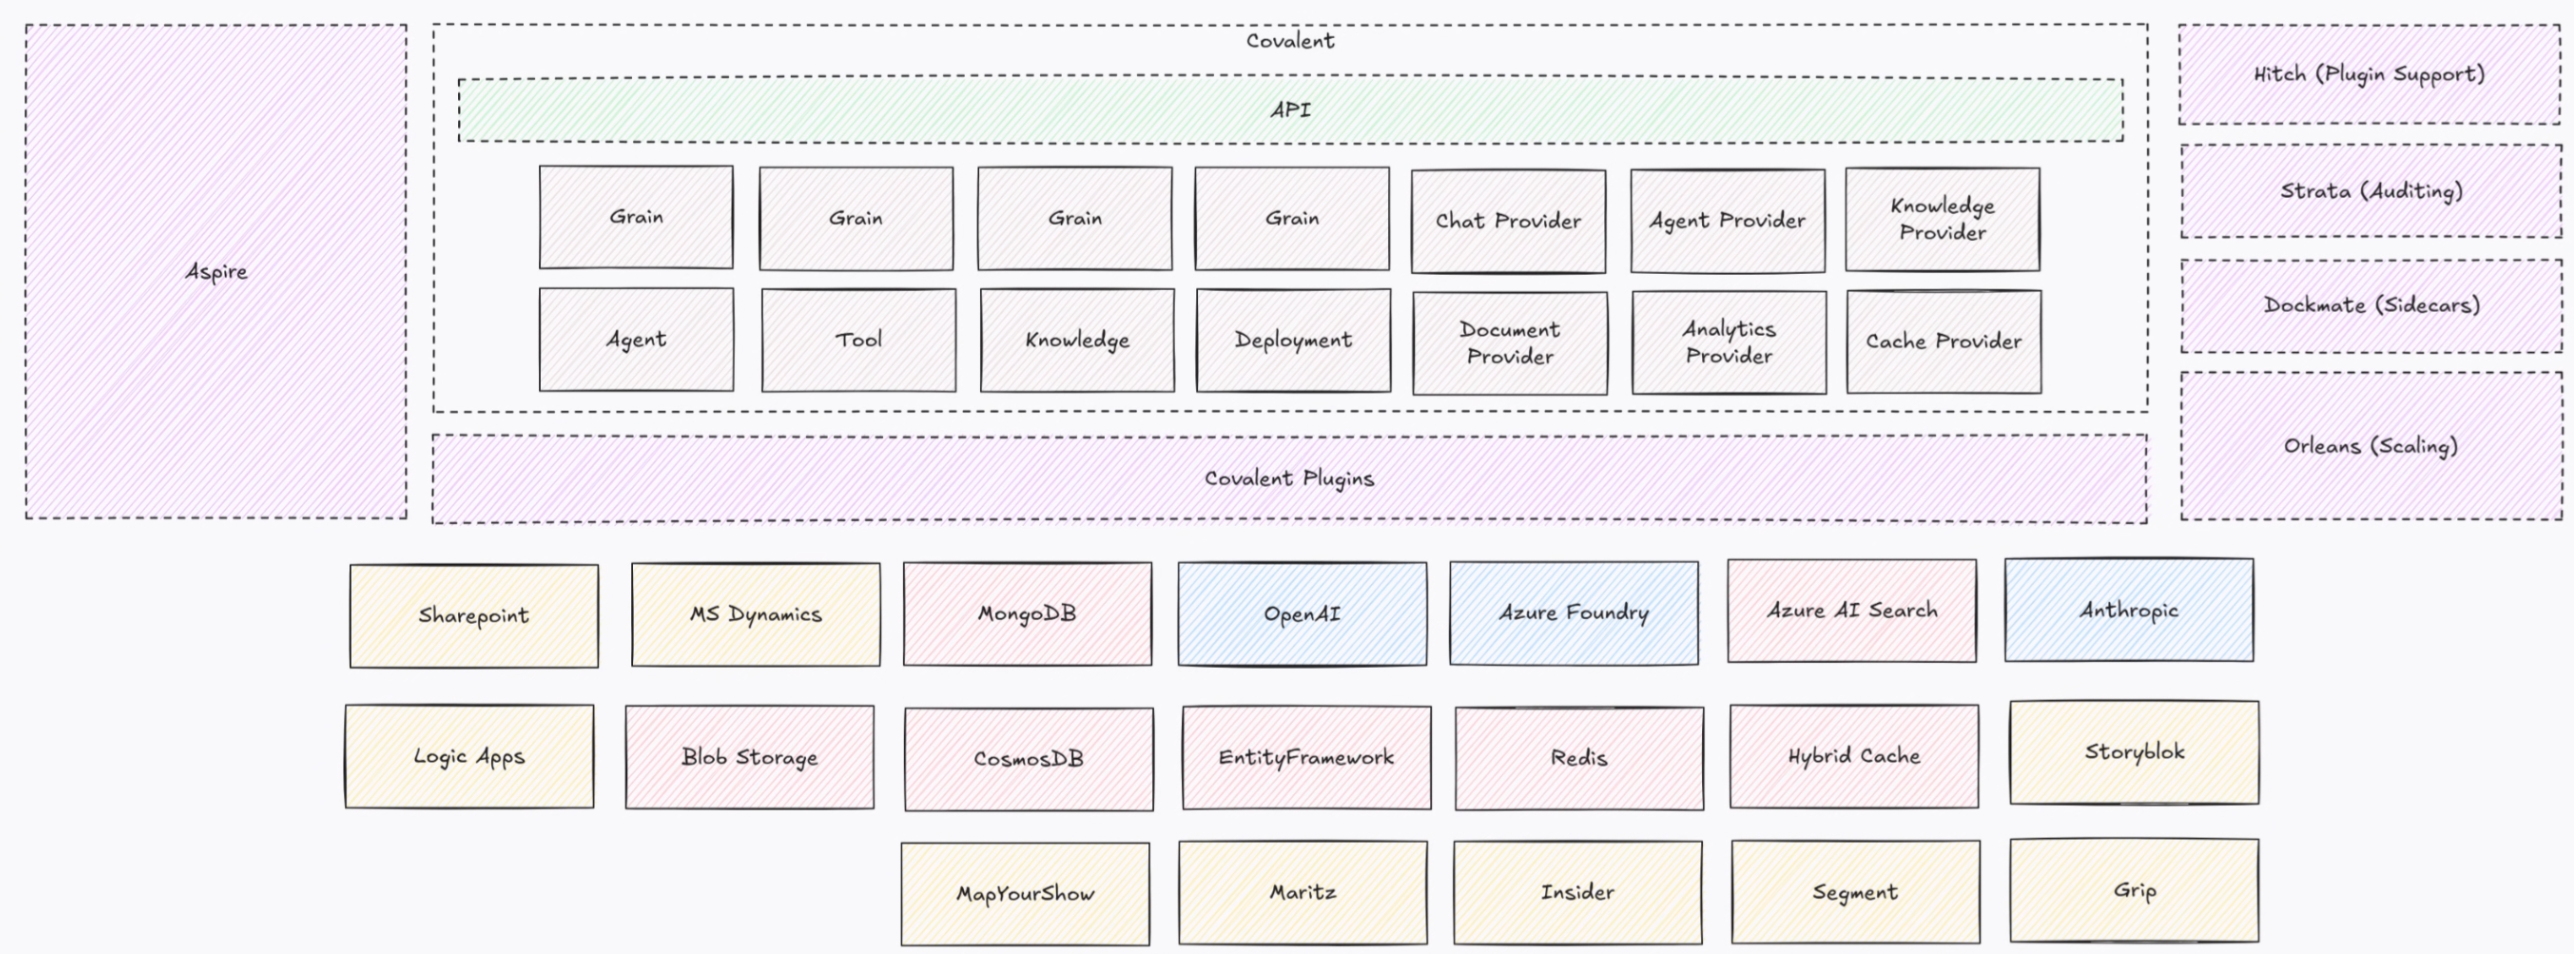 Covalent
API
Aspire
Grain
Grain
Grain
Grain
Chat Provider
Agent Provider
Knowledge
Provider
Agent
Tool
Knowledge
Deployment
Document
Provider
Analytics
Provider
Cache Provider
Covalent Plugins
Hitch (Plugin Support)
Strata (Auditing)
Dockmate (Sidecars)
Orleans (Scaling)
Sharepoint
MS Dynamics
MongoDB
OpenAI
Azure Foundry
Azure AI Search
Anthropic
Logic Apps
Blob Storage
CosmosDB
EntityFramework
Redis
Hybrid Cache
Storyblok
MapYourShow
Maritz
Insider
Segment
Grip